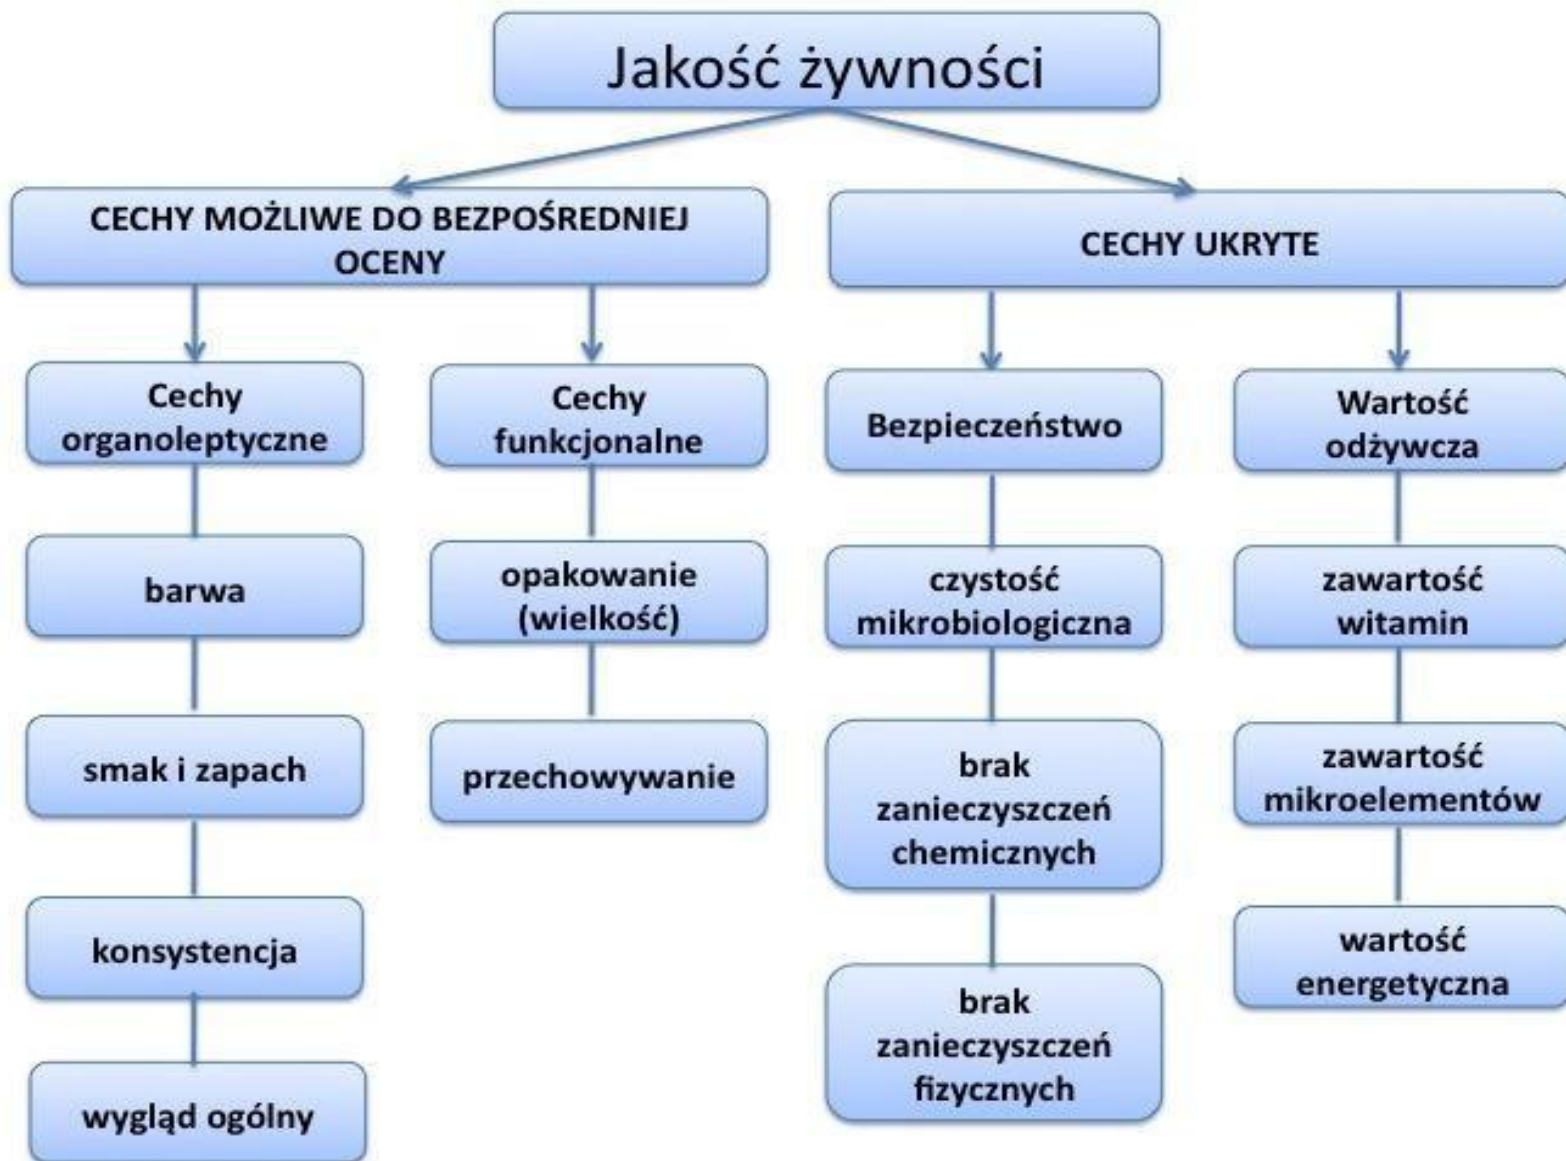 Jakość żywności
CECHY MOŻLIWE DO BEZPOŚREDNIEJ
OCENY
CECHY UKRYTE
Cechy
organoleptyczne
Cechy
funkcjonalne
Bezpieczeństwo
Wartość
odżywcza
barwa
opakowanie
(wielkość)
czystość
mikrobiologiczna
zawartość
witamin
smak i zapach
przechowywanie
brak
zanieczyszczeń
chemicznych
zawartość
mikroelementów
konsystencja
brak
zanieczyszczeń
fizycznych
wartość
energetyczna
wygląd ogólny